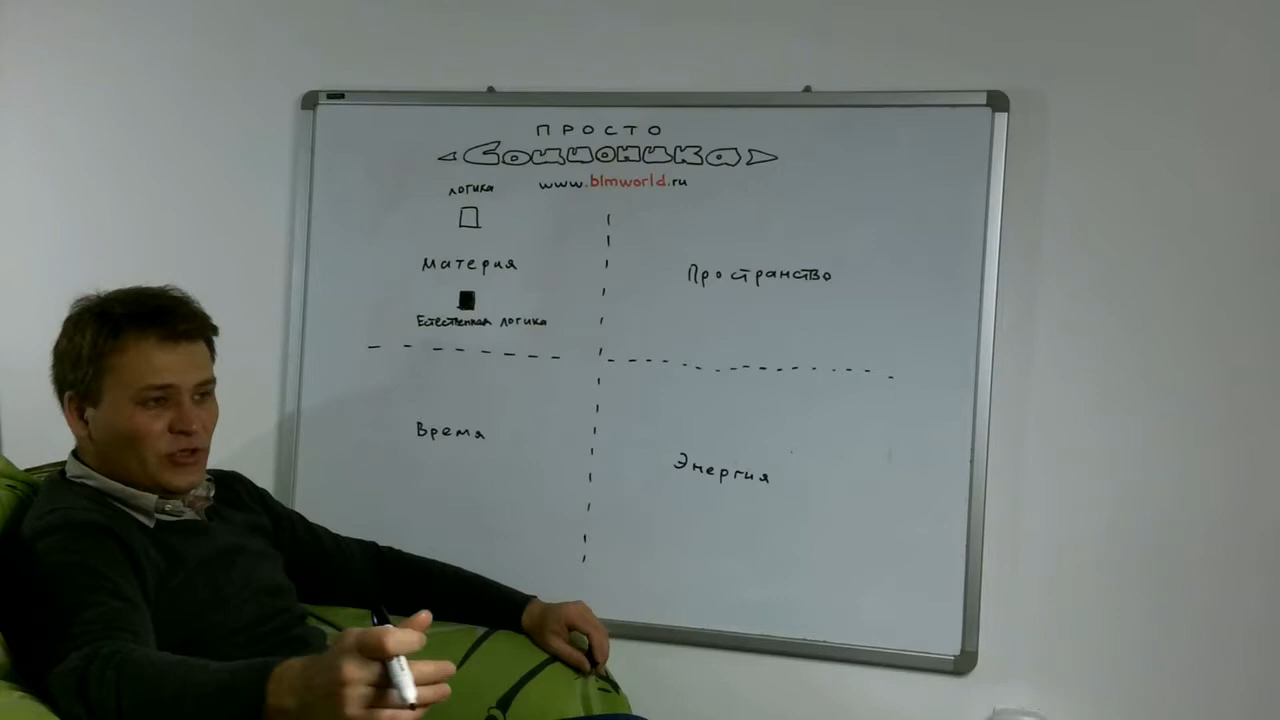 ПРОСТО
Соционика
www.blmworld.ru
логика
Материя
Естественная логика
Пространство
Время
Энергия